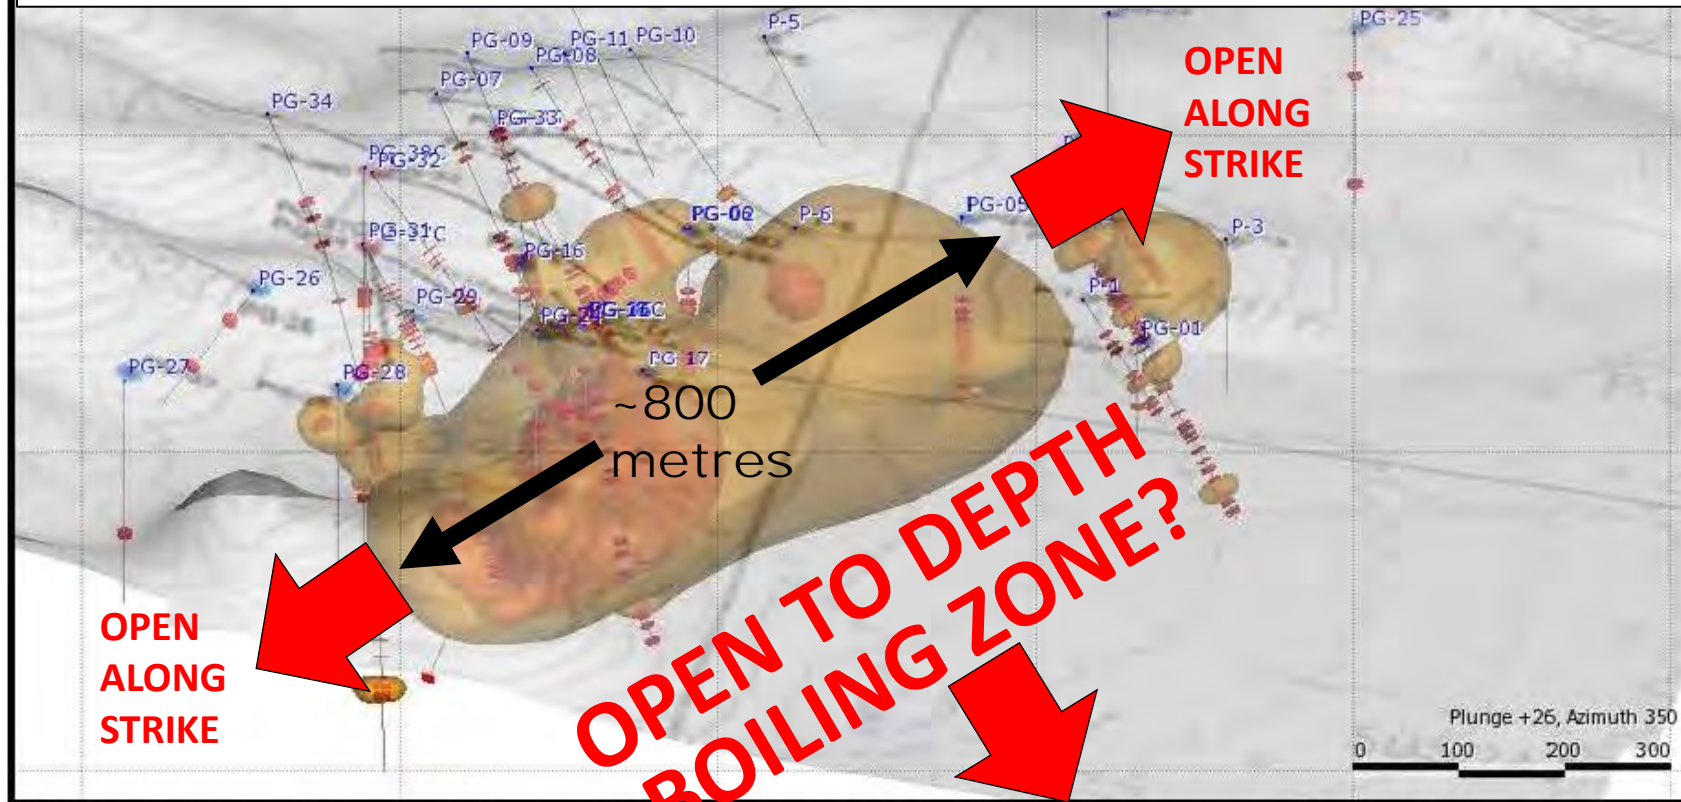 P-5
PG-25
PG-09
PG-11
PG-10
PG-08
PG-07
PG-34
PG-33
PG-32
OPEN
ALONG
STRIKE
PG-05
P-6
P-3
PG-31
PG-16
PG-26
PG-29
P-1
PG-01
PG-17
PG-27
PG-28
~800
metres
OPEN TO DEPTH
BOILING ZONE?
OPEN
ALONG
STRIKE
Plunge +26, Azimuth 350
0 100 200 300